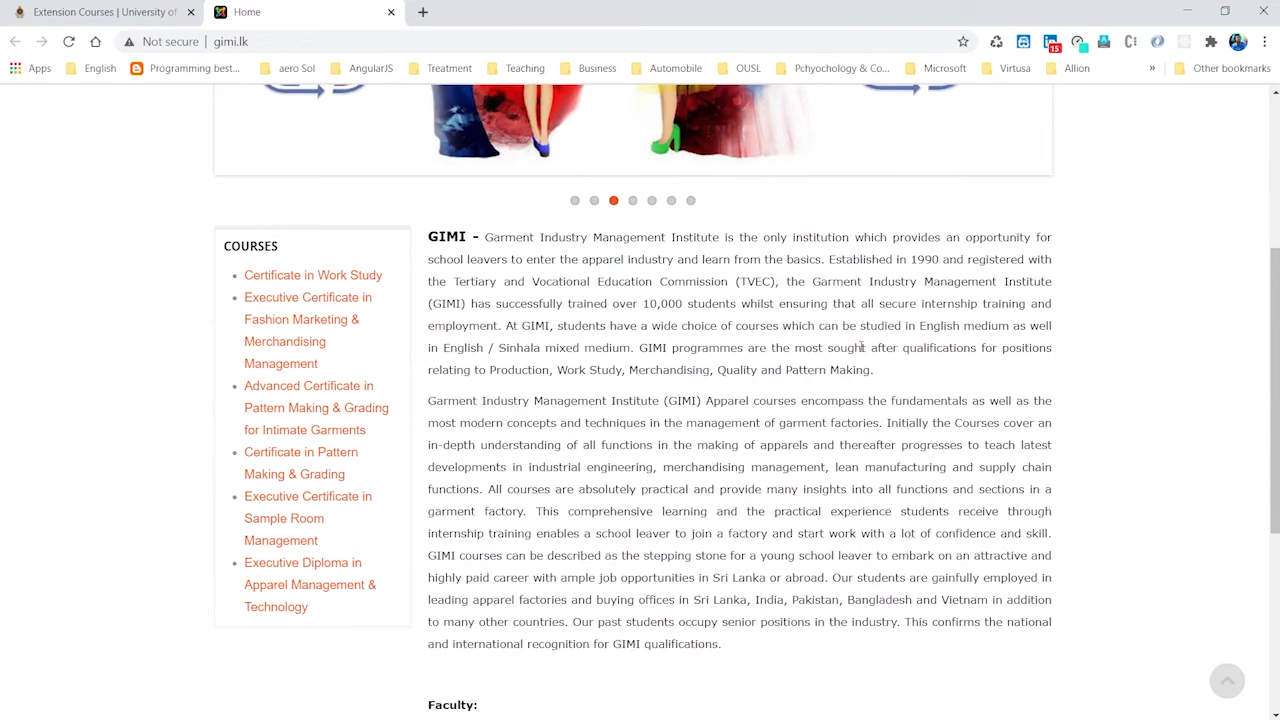 Extension Courses | University of
Home
Not secure | gimi.lk
15
Apps
English
Programming best...
aero Sol
AngularJS
Treatment
Teaching
Business
Automobile
OUSL
Pchyochology & Co...
Microsoft
Virtusa
Allion
»
Other bookmarks
COURSES
Certificate in Work Study
Executive Certificate in
Fashion Marketing &
Merchandising
Management
Advanced Certificate in
Pattern Making & Grading
for Intimate Garments
Certificate in Pattern
Making & Grading
Executive Certificate in
Sample Room
Management
Executive Diploma in
Apparel Management &
Technology
GIMI - Garment Industry Management Institute is the only institution which provides an opportunity for
school leavers to enter the apparel industry and learn from the basics. Established in 1990 and registered with
the Tertiary and Vocational Education Commission (TVEC), the Garment Industry Management Institute
(GIMI) has successfully trained over 10,000 students whilst ensuring that all secure internship training and
employment. At GIMI, students have a wide choice of courses which can be studied in English medium as well
in English / Sinhala mixed medium. GIMI programmes are the most sought after qualifications for positions
relating to Production, Work Study, Merchandising, Quality and Pattern Making.
Garment Industry Management Institute (GIMI) Apparel courses encompass the fundamentals as well as the
most modern concepts and techniques in the management of garment factories. Initially the Courses cover an
in-depth understanding of all functions in the making of apparels and thereafter progresses to teach latest
developments in industrial engineering, merchandising management, lean manufacturing and supply chain
functions. All courses are absolutely practical and provide many insights into all functions and sections in a
garment factory. This comprehensive learning and the practical experience students receive through
internship training enables a school leaver to join a factory and start work with a lot of confidence and skill.
GIMI courses can be described as the stepping stone for a young school leaver to embark on an attractive and
highly paid career with ample job opportunities in Sri Lanka or abroad. Our students are gainfully employed in
leading apparel factories and buying offices in Sri Lanka, India, Pakistan, Bangladesh and Vietnam in addition
to many other countries. Our past students occupy senior positions in the industry. This confirms the national
and international recognition for GIMI qualifications.
Faculty: